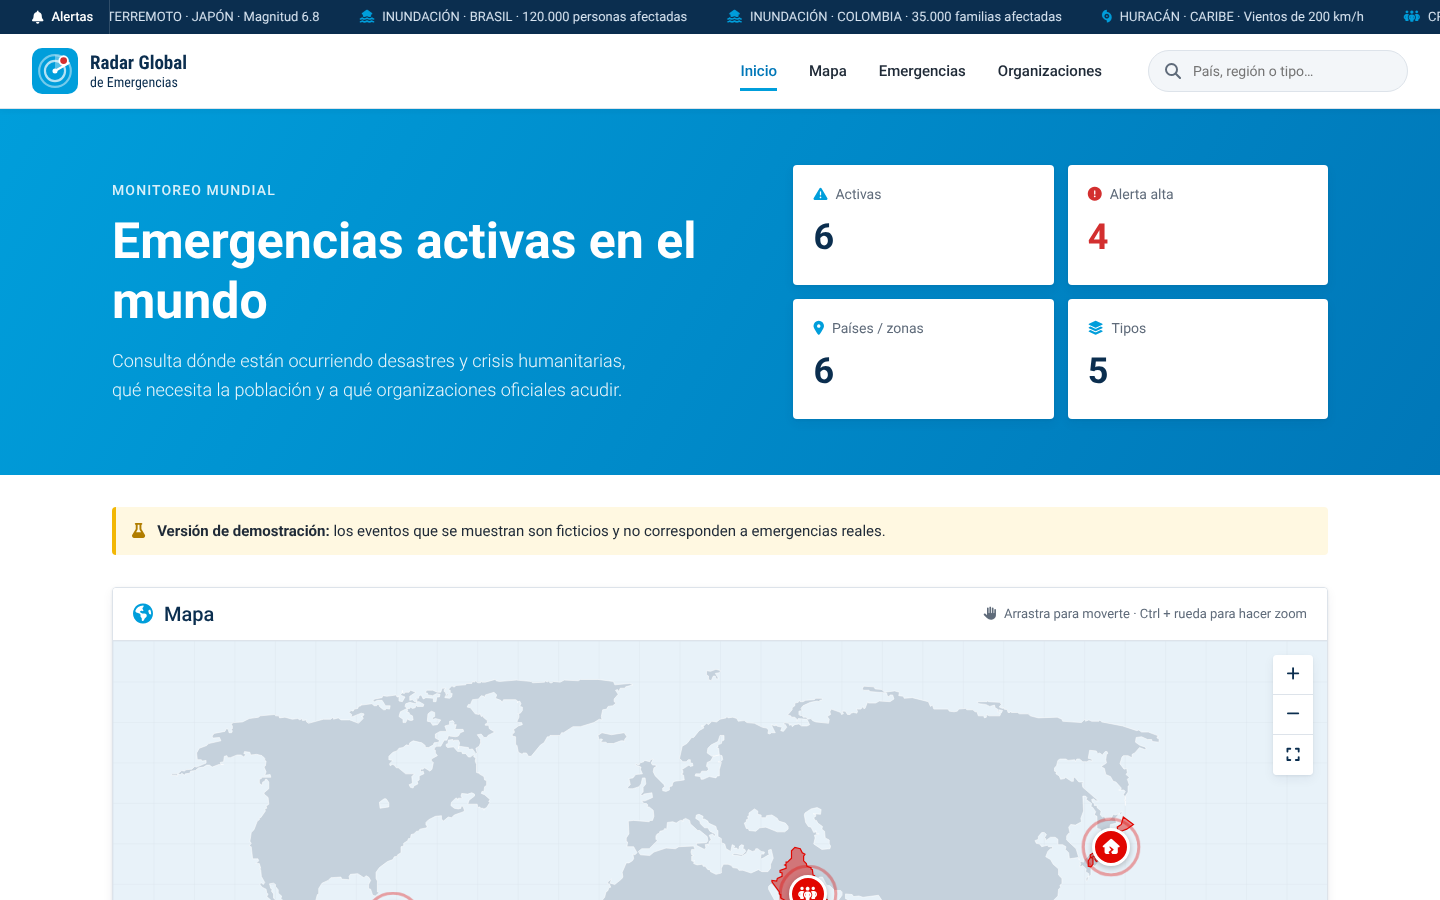 Alertas
TERREMOTO · JAPÓN · Magnitud 6.8
INUNDACIÓN · BRASIL · 120.000 personas afectadas
INUNDACIÓN · COLOMBIA · 35.000 familias afectadas
HURACÁN · CARIBE · Vientos de 200 km/h
Radar Global
de Emergencias
Inicio
Mapa
Emergencias
Organizaciones
País, región o tipo…
MONITOREO MUNDIAL
Emergencias activas en el
mundo
Consulta dónde están ocurriendo desastres y crisis humanitarias,
qué necesita la población y a qué organizaciones oficiales acudir.
Activas
6
Alerta alta
4
Países / zonas
6
Tipos
5
Versión de demostración: los eventos que se muestran son ficticios y no corresponden a emergencias reales.
Mapa
Arrastra para moverte · Ctrl + rueda para hacer zoom